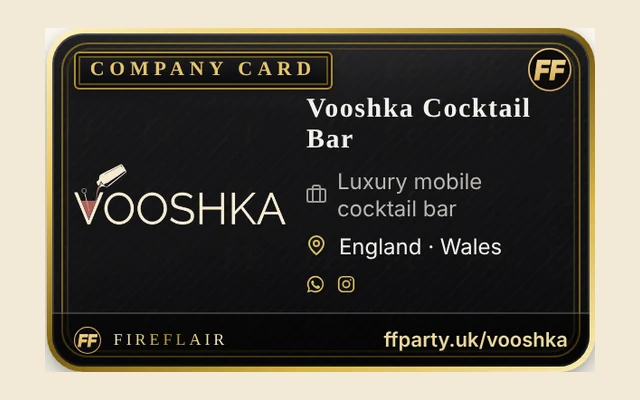 COMPANY CARD
FF
Vooshka Cocktail
Bar
VOOSHKA
Luxury mobile
cocktail bar
England · Wales
FF FIREFLAIR
ffparty.uk/vooshka